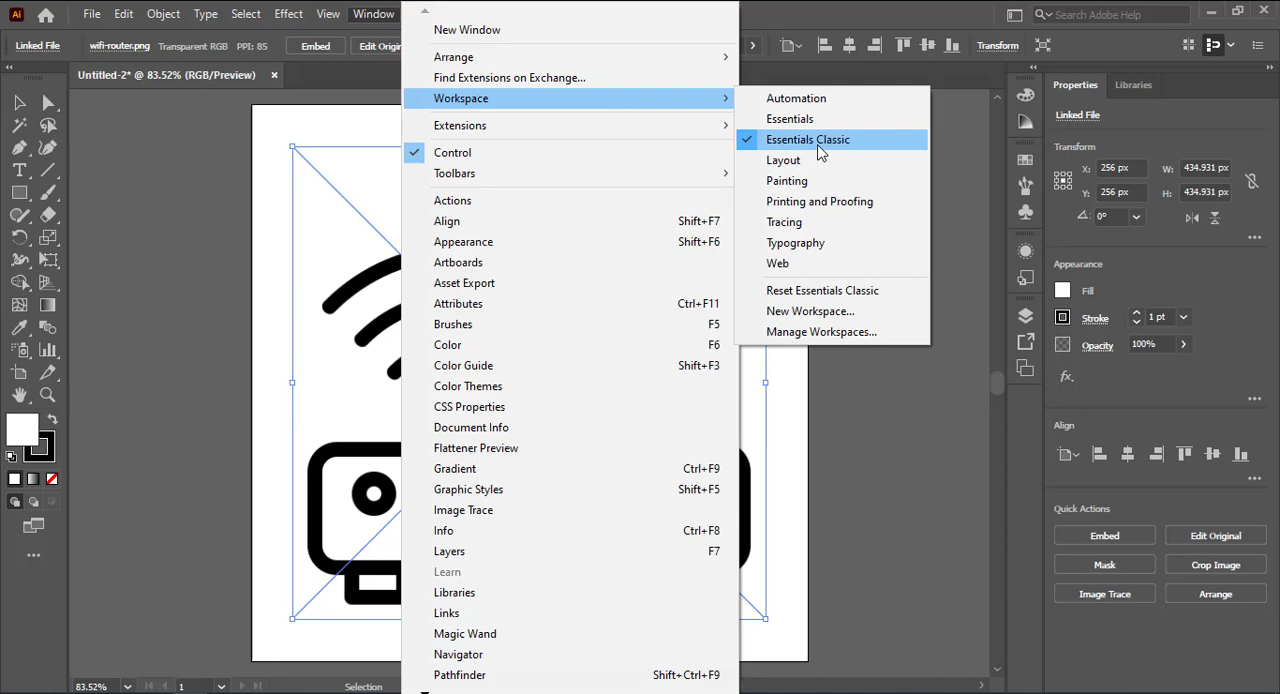 Ai File Edit Object Type Select Effect View Window Search Adobe Help
Linked File wifi-router.png Transparent RGB PPI: 85 Embed Edit Origin Transform
Untitled-2* @ 83.52% (RGB/Preview)
New Window
Arrange
Find Extensions on Exchange...
Workspace
Extensions
Control
Toolbars
Actions
Align Shift+F7
Appearance Shift+F6
Artboards
Asset Export
Attributes Ctrl+F11
Brushes F5
Color F6
Color Guide Shift+F3
Color Themes
CSS Properties
Document Info
Flattener Preview
Gradient Ctrl+F9
Graphic Styles Shift+F5
Image Trace
Info Ctrl+F8
Layers F7
Learn
Libraries
Links
Magic Wand
Navigator
Pathfinder Shift+Ctrl+F9
Automation
Essentials
Essentials Classic
Layout
Painting
Printing and Proofing
Tracing
Typography
Web
Reset Essentials Classic
New Workspace...
Manage Workspaces...
Properties Libraries
Linked File
Transform
X: 256 px W: 434.931 px
Y: 256 px H: 434.931 px
0°
Appearance
Fill
Stroke 1 pt
Opacity 100%
fx.
Align
Quick Actions
Embed Edit Original
Mask Crop Image
Image Trace Arrange
83.52% 1 Selection